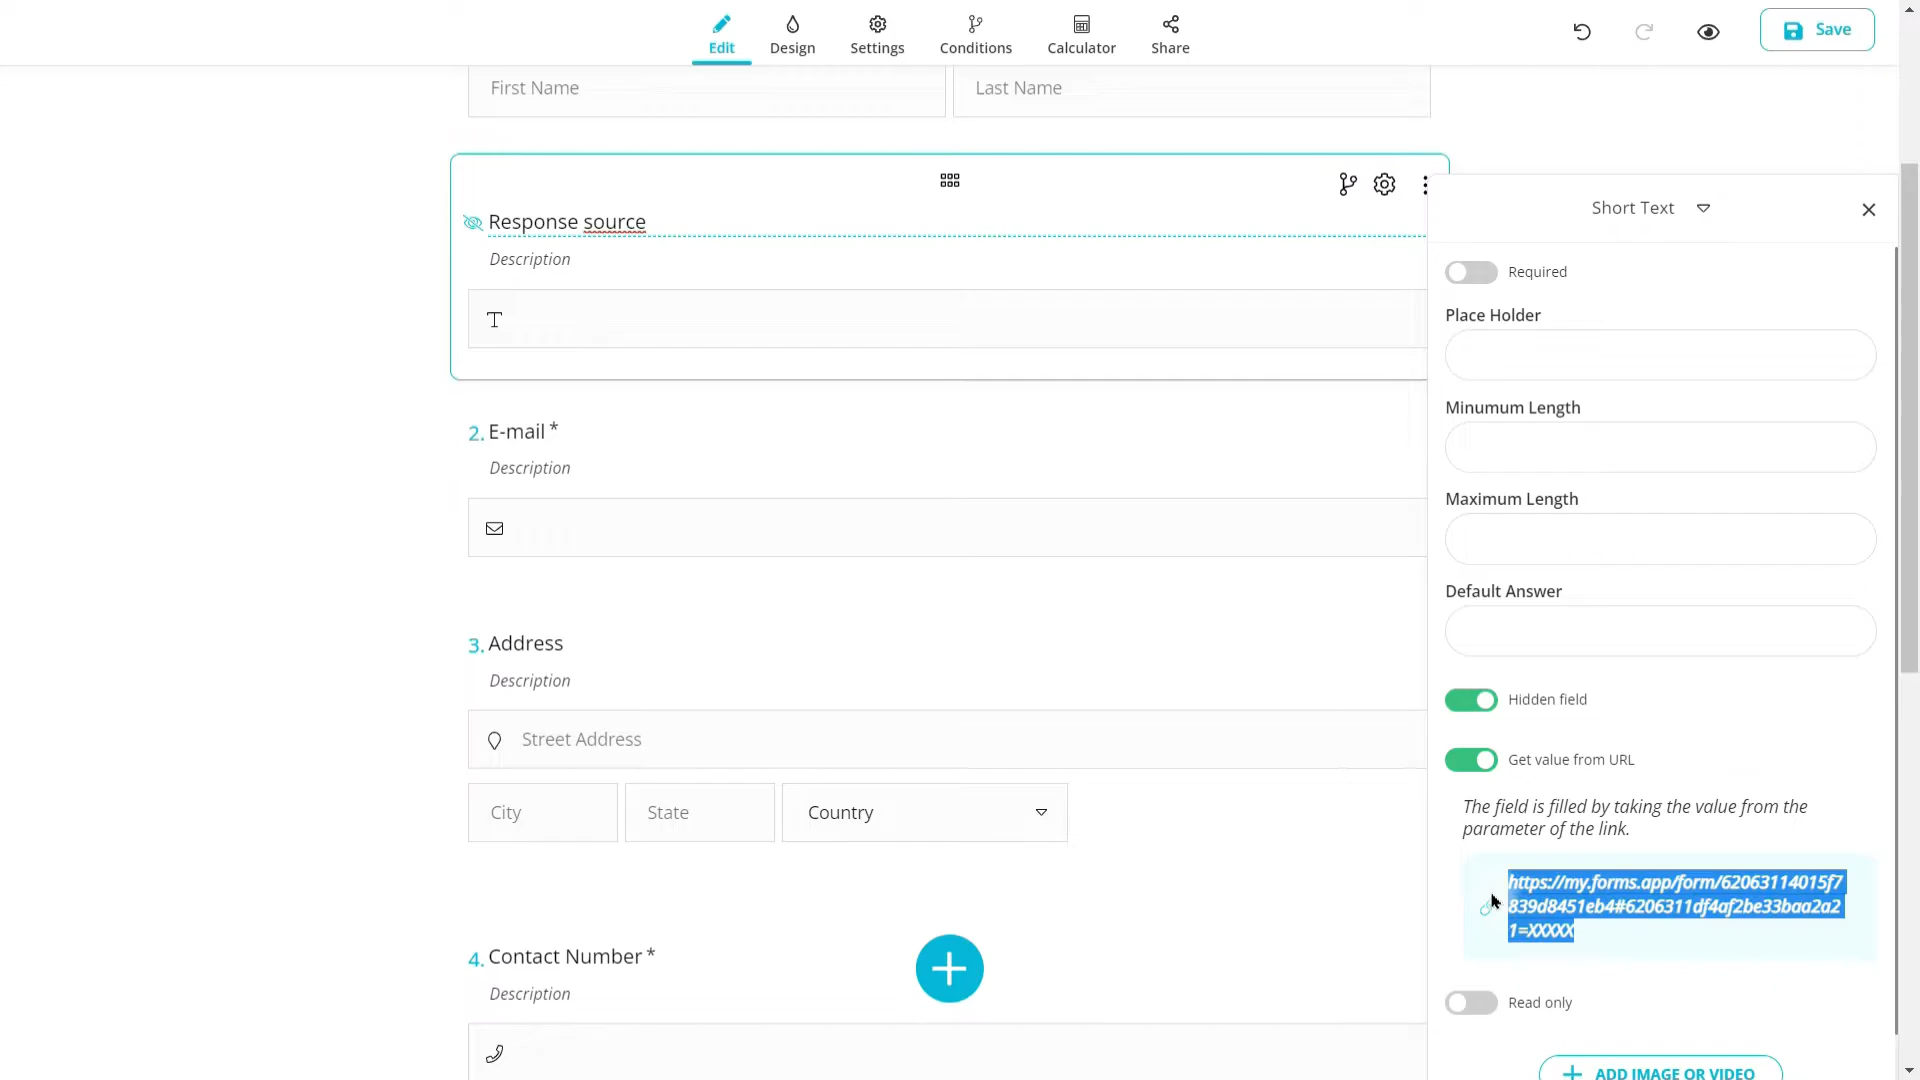 Edit
Design
Settings
Conditions
Calculator
Share
Save
First Name
Last Name
Response source
Description
Short Text
Required
Place Holder
Minumum Length
2. E-mail *
Description
Maximum Length
Default Answer
3. Address
Description
Hidden field
Street Address
Get value from URL
The field is filled by taking the value from the
parameter of the link.
City
State
Country
https://my.forms.app/form/62063114015f7
839d8451eb4#6206311df4af2be33baa2a2
1=XXXXX
4. Contact Number *
Description
Read only
ADD IMAGE OR VIDEO